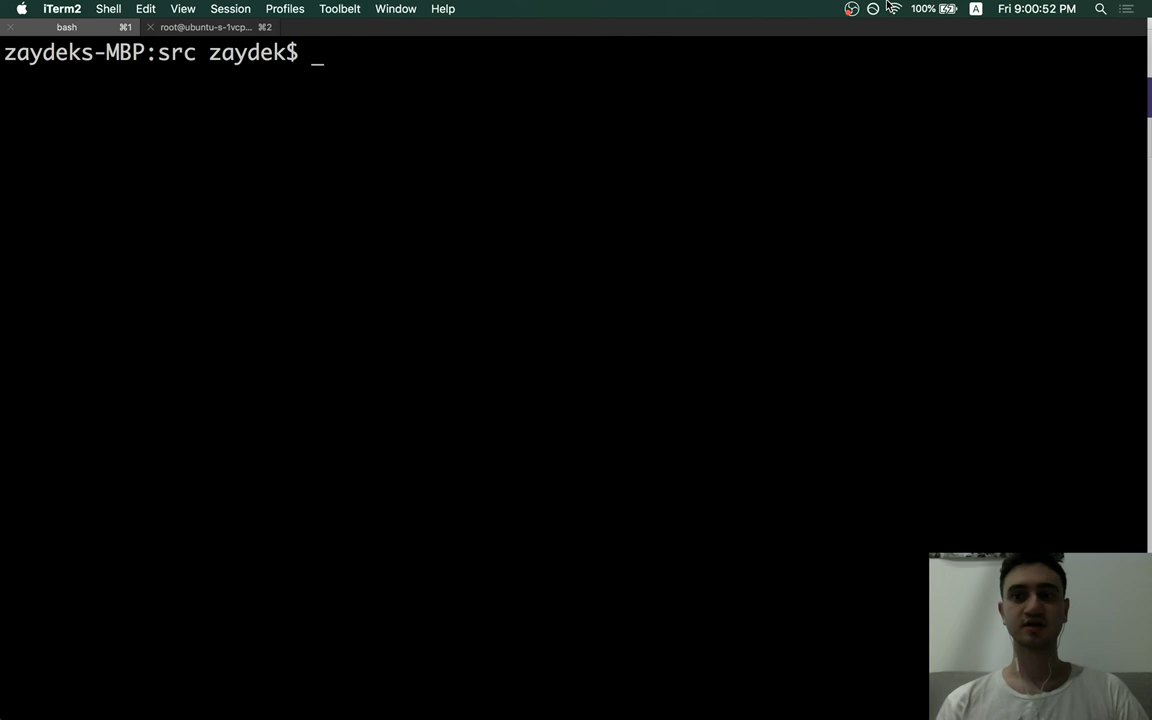 iTerm2 Shell Edit View Session Profiles Toolbelt Window Help 100% A Fri 9:00:52 PM
bash ⌘1 root@ubuntu-s-1vcp... ⌘2
zaydeks-MBP:src zaydek$ _